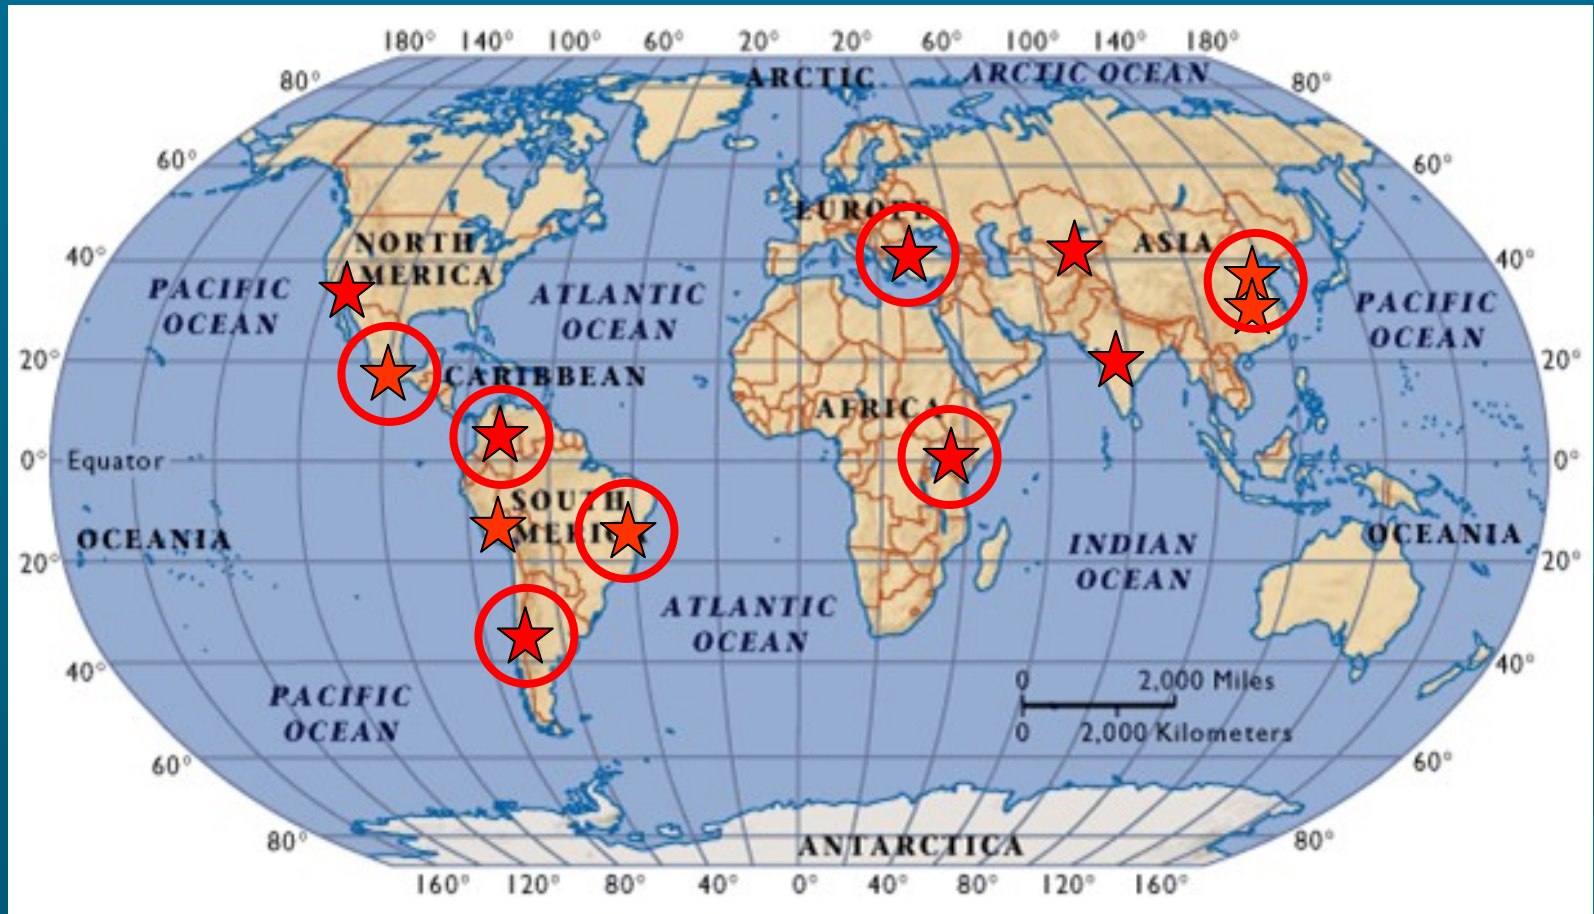 180° 140° 100° 60° 20° 20° 60° 100° 140° 180°
ARCTIC
ARCTIC OCEAN
80°
80°
60°
60°
EUROPE
NORTH
AMERICA
ASIA
40°
40°
PACIFIC
OCEAN
ATLANTIC
OCEAN
PACIFIC
OCEAN
20°
20°
CARIBBEAN
AFRICA
0°
Equator
0°
SOUTH
AMERICA
OCEANIA
OCEANIA
INDIAN
OCEAN
20°
20°
ATLANTIC
OCEAN
40°
40°
0 2,000 Miles
0 2,000 Kilometers
PACIFIC
OCEAN
60°
60°
80°
80°
ANTARCTICA
160° 120° 80° 40° 0° 40° 80° 120° 160°